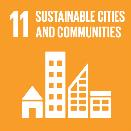 11 SUSTAINABLE CITIES
AND COMMUNITIES